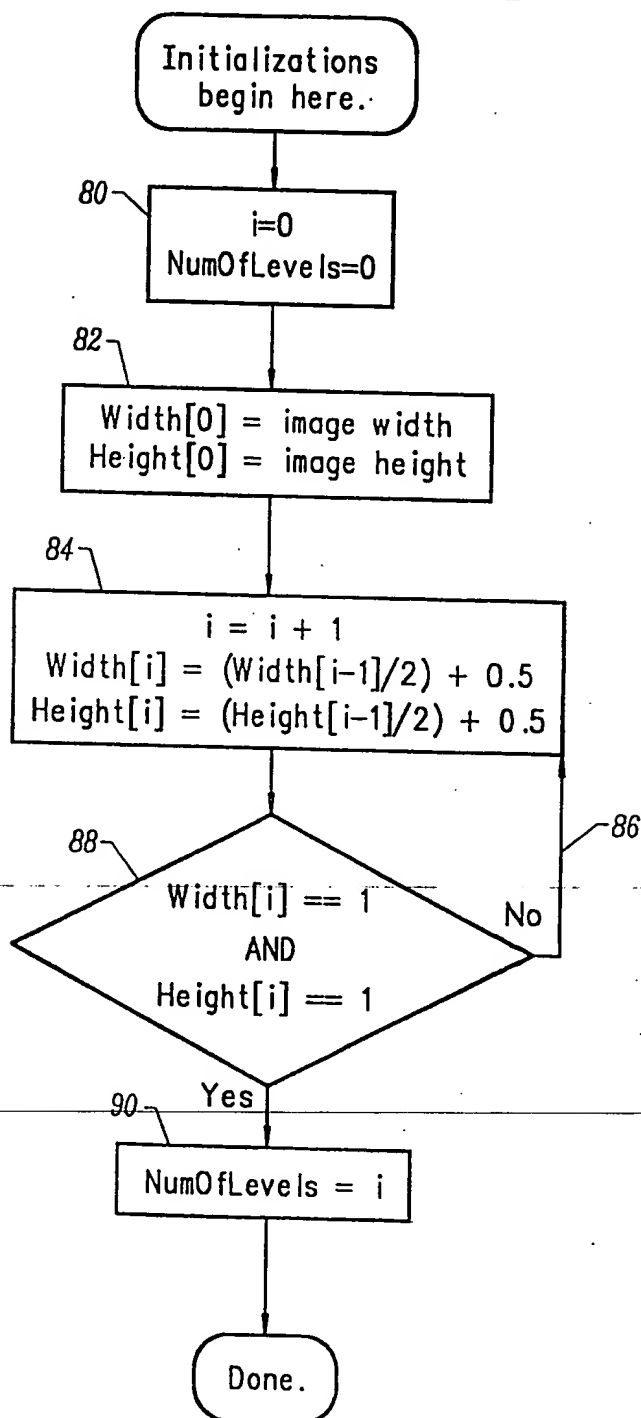 Initializations
begin here.
80
i=0
NumOfLevels=0
82
Width[0] = image width
Height[0] = image height
84
i = i + 1
Width[i] = (Width[i-1]/2) + 0.5
Height[i] = (Height[i-1]/2) + 0.5
86
88
Width[i] == 1
AND
Height[i] == 1
No
Yes
90
NumOfLevels = i
Done.